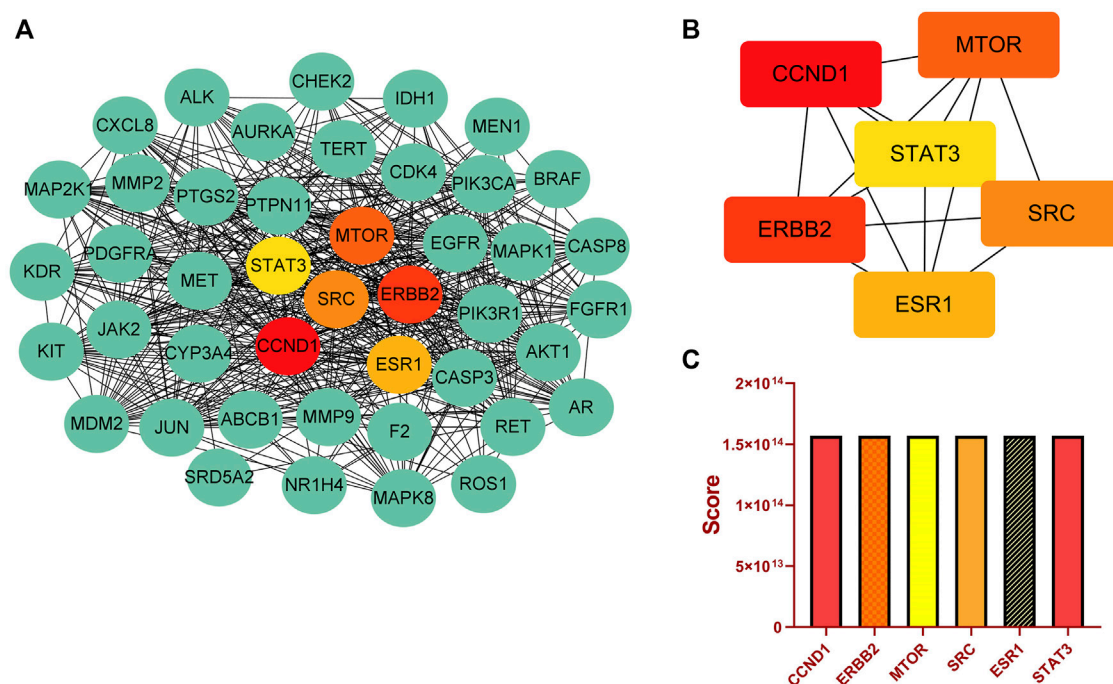 A
CHEK2
ALK
IDH1
CXCL8
AURKA
MEN1
TERT
MAP2K1
MMP2
PTGS2
PTPN11
CDK4
PIK3CA
BRAF
MTOR
PDGFRA
EGFR
MAPK1
CASP8
KDR
MET
STAT3
SRC
ERBB2
PIK3R1
FGFR1
JAK2
KIT
CYP3A4
CCND1
ESR1
CASP3
AKT1
AR
MDM2
JUN
ABCB1
MMP9
F2
RET
SRD5A2
NR1H4
MAPK8
ROS1
B
MTOR
CCND1
STAT3
SRC
ERBB2
ESR1
C
2×10¹⁴
1.5×10¹⁴
1×10¹⁴
5×10¹³
0
Score
CCND1
ERBB2
MTOR
SRC
ESR1
STAT3